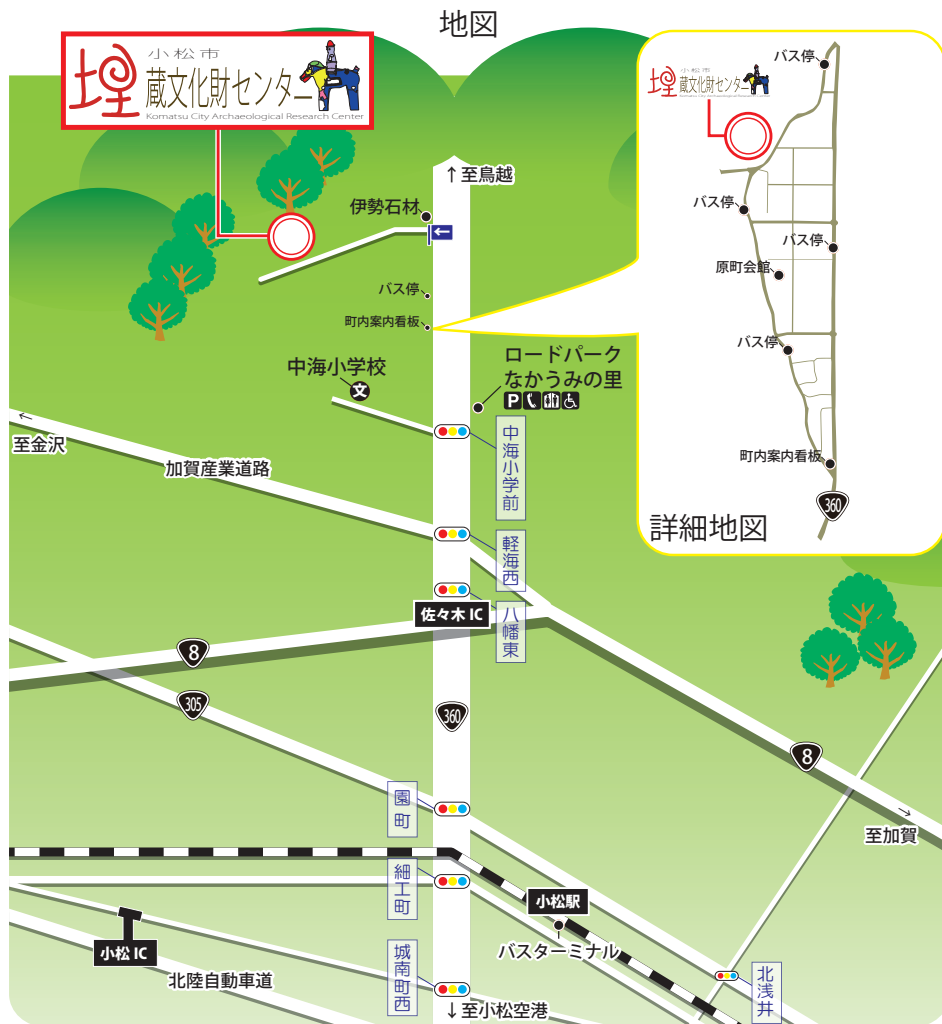 地図
小松市
埋蔵文化財センター
Komatsu City Archaeological Research Center
小松市
埋蔵文化財センター
Komatsu City Archaeological Research Center
バス停
バス停
バス停
原町会館
バス停
町内案内看板
360
詳細地図
↑至鳥越
伊勢石材
←
バス停
町内案内看板
ロードパーク
なかうみの里
P
中海小学校
文
中海小学前
←
至金沢
加賀産業道路
軽海西
佐々木 IC
八幡東
8
305
360
8
→
至加賀
園町
細工町
小松駅
バスターミナル
小松 IC
北陸自動車道
城南町西
↓至小松空港
北浅井